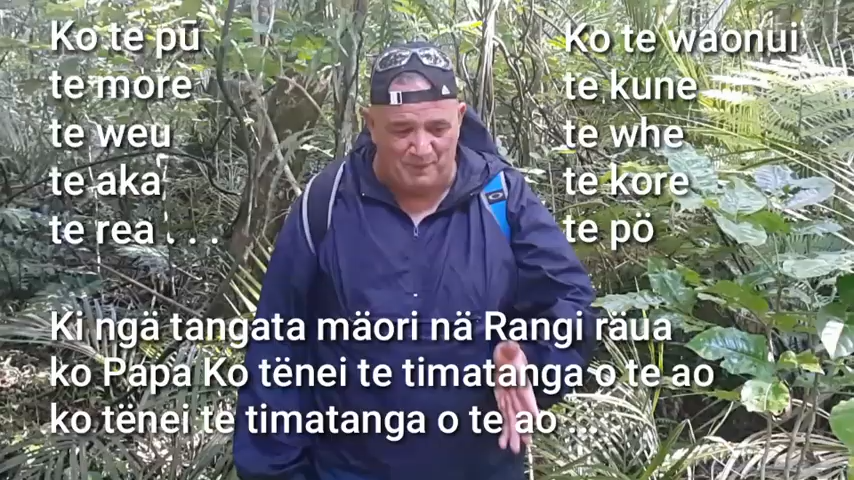 Ko te pū
te more
te weu
te aka
te rea . . .
Ko te waonui
te kune
te whe
te kore
te pö
Ki ngä tangata mäori nä Rangi räua
ko Papa Ko tënei te timatanga o te ao
ko tënei te timatanga o te ao ...